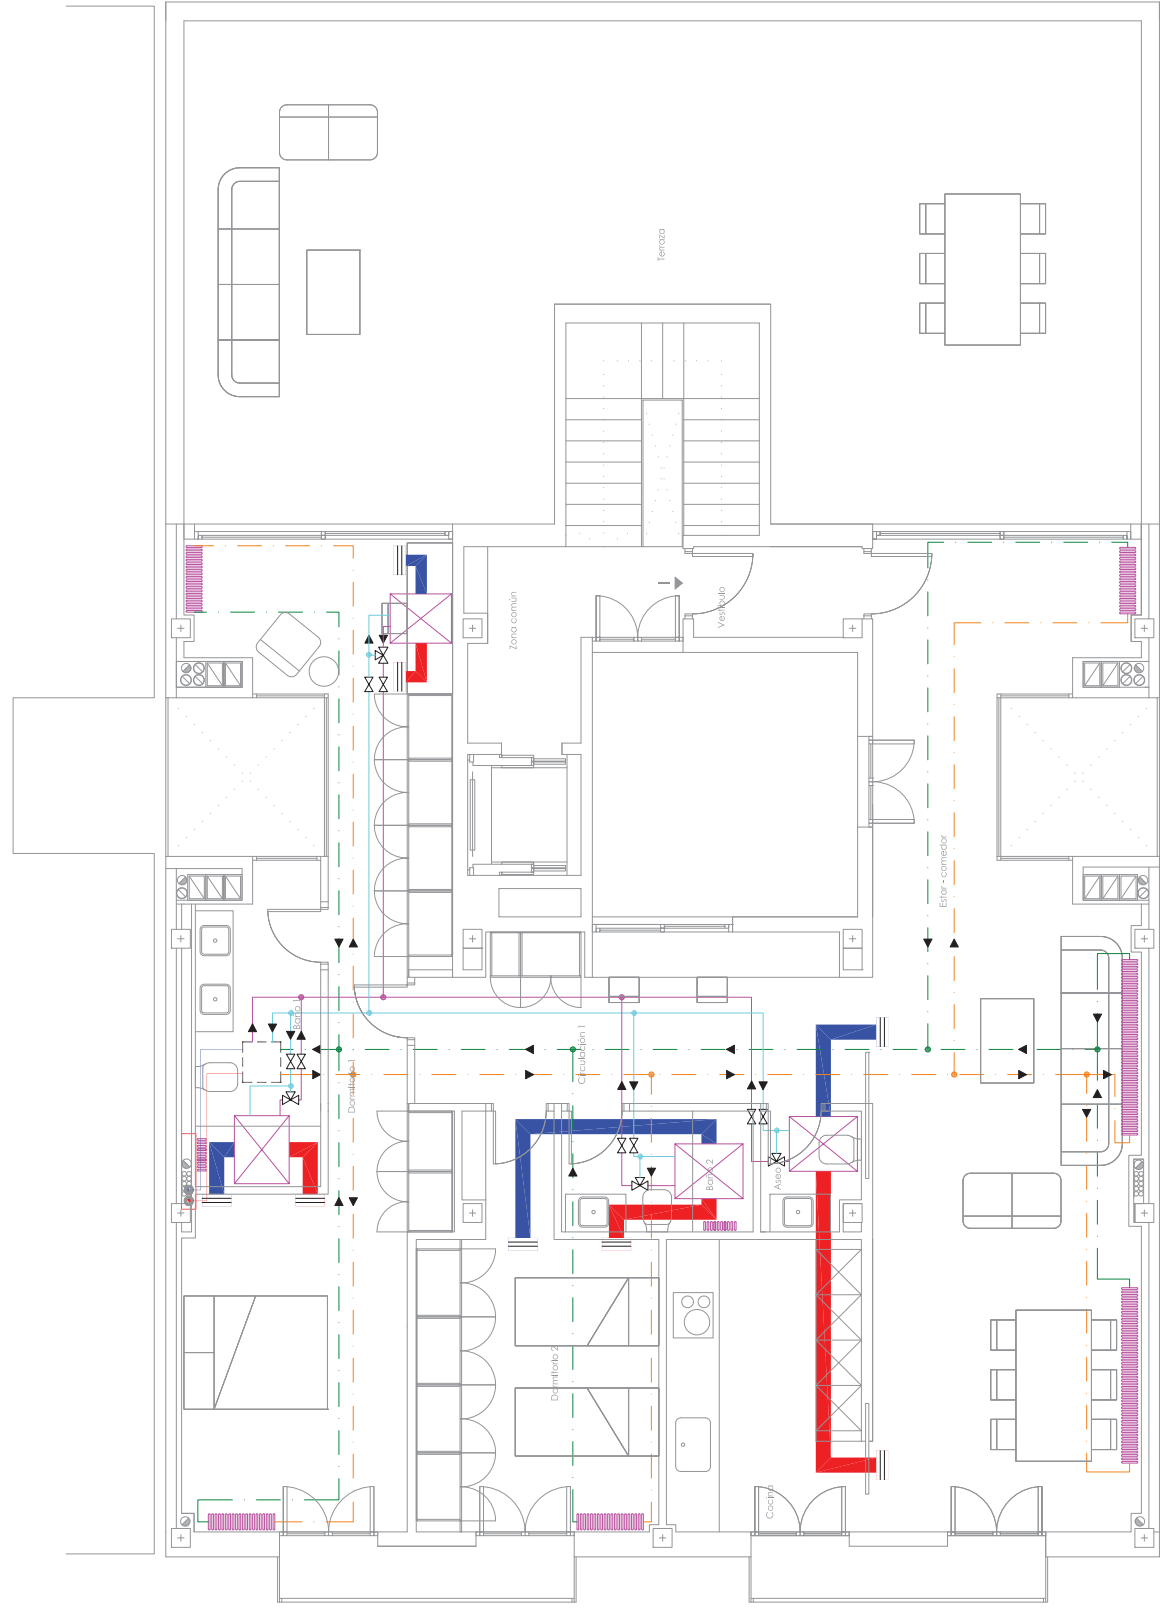 Terraza
Zona común
Vestíbulo
Estar - comedor
Baño 1
Dormitorio 1
Circulación 1
Baño 2
Aseo
Dormitorio 2
Cocina